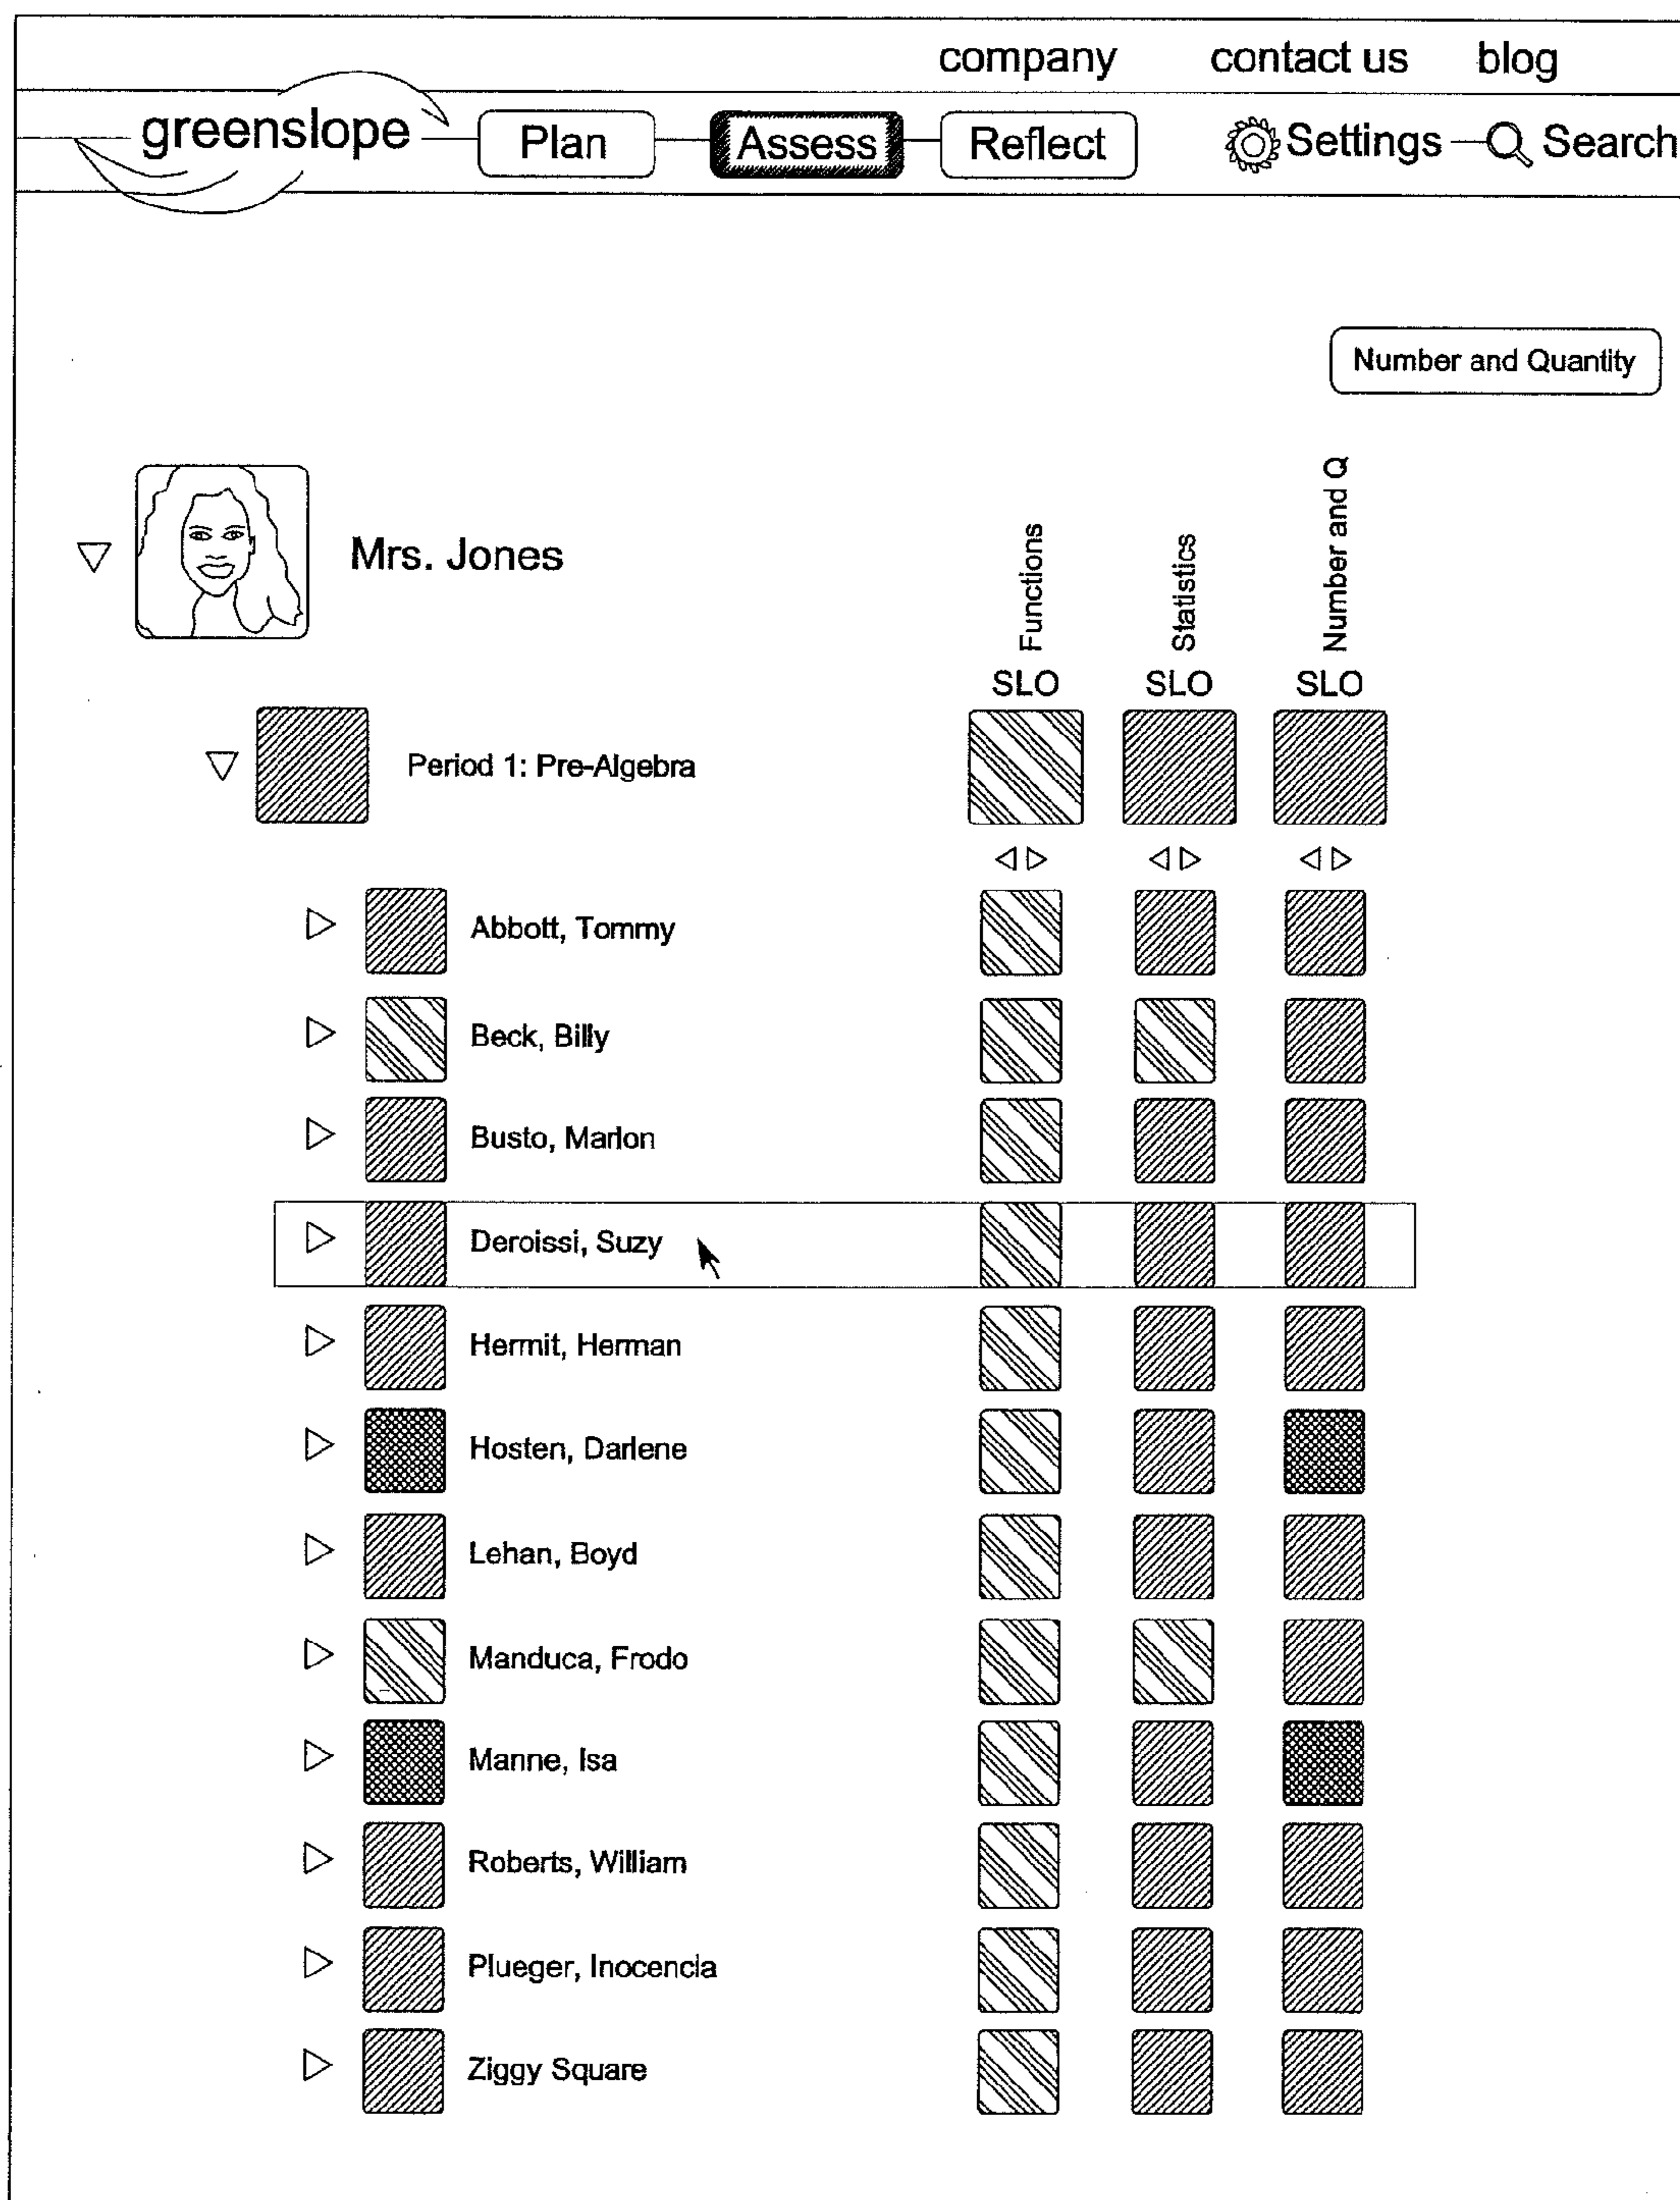 company contact us blog
greenslope Plan Assess Reflect Settings Search
Number and Quantity
Mrs. Jones
Functions
Statistics
Number and Q
SLO SLO SLO
Period 1: Pre-Algebra
Abbott, Tommy
Beck, Billy
Busto, Marlon
Deroissi, Suzy
Hermit, Herman
Hosten, Darlene
Lehan, Boyd
Manduca, Frodo
Manne, Isa
Roberts, William
Plueger, Inocencia
Ziggy Square